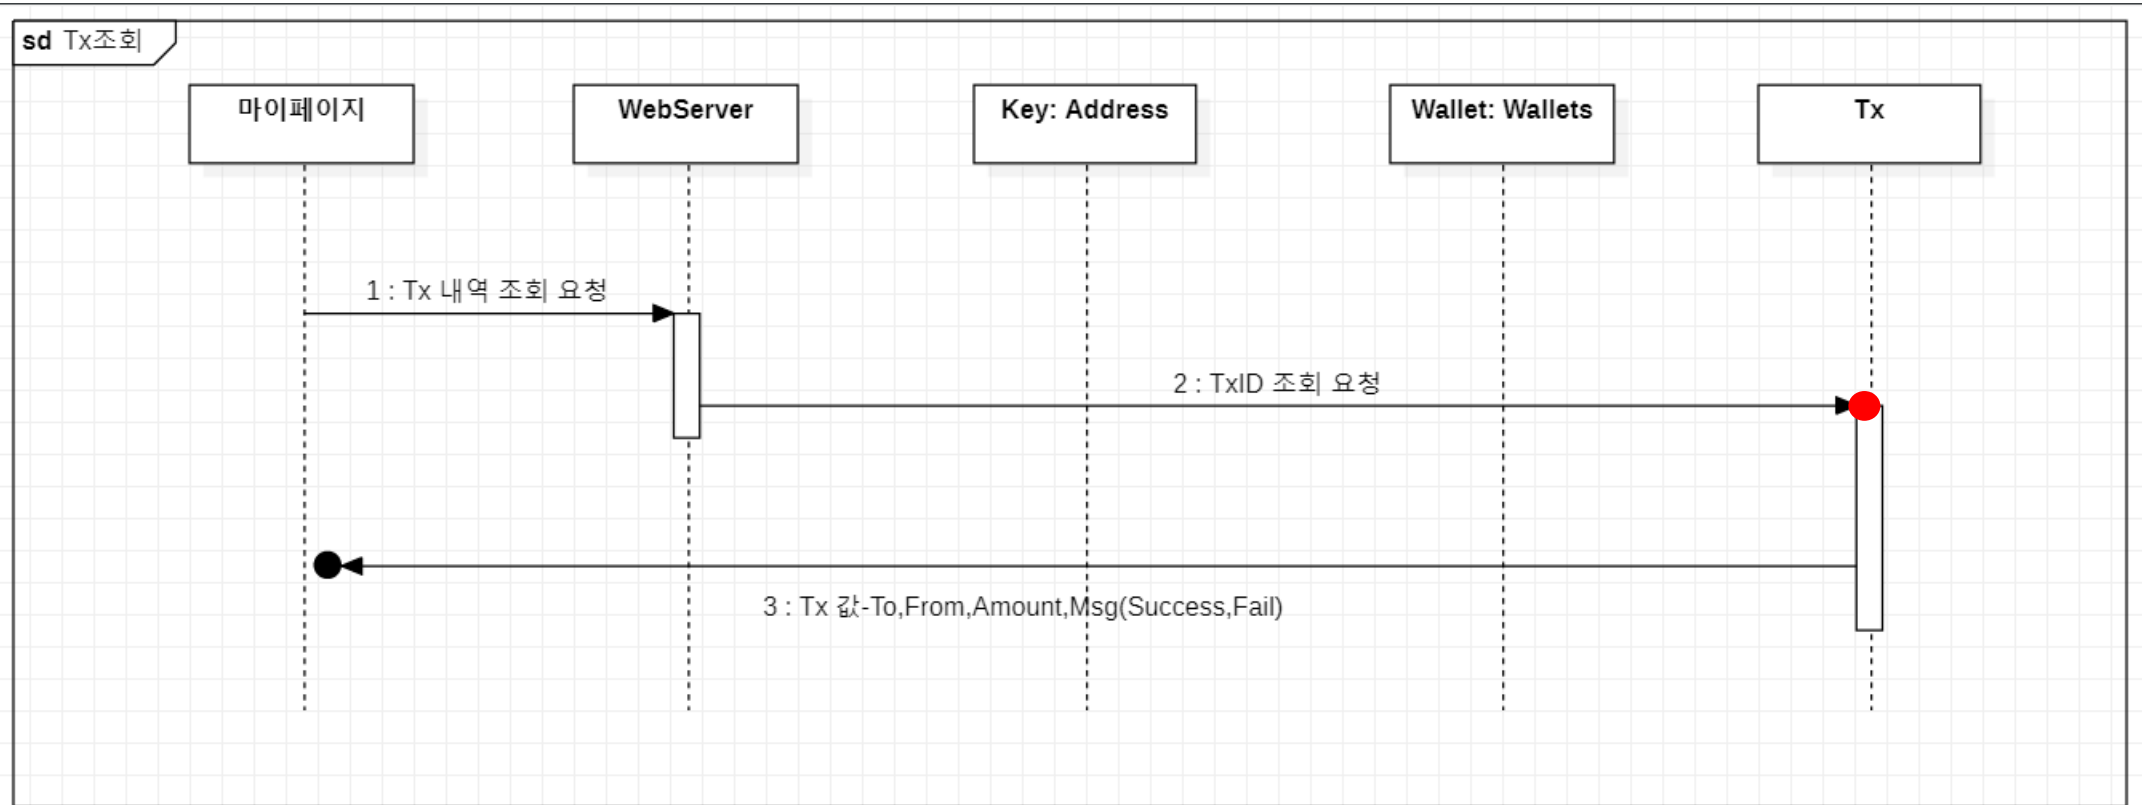 sd Tx조회
마이페이지
WebServer
Key: Address
Wallet: Wallets
Tx
1 : Tx 내역 조회 요청
2 : TxID 조회 요청
3 : Tx 값-To,From,Amount,Msg(Success,Fail)